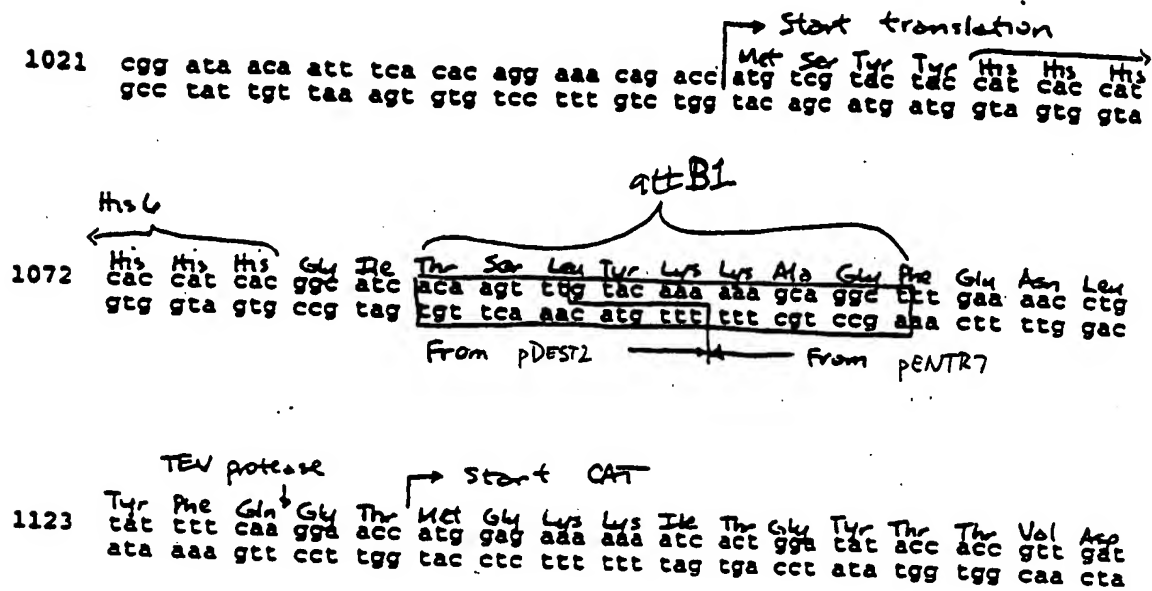 Start translation
Met Ser Tyr Tyr His His His
1021 cgg ata aca att tca cac agg aaa cag acc atg tcg tac tac cat cac cat
gcc tat tgt taa agt gtg tcc ttt gtc tgg tac agc atg atg gta gtg gta
attB1
His6
His His His Gly Ile Thr Ser Leu Tyr Lys Lys Ala Gly Phe Glu Asn Leu
1072 cac cat cac ggc atc aca agt ttg tac aaa aaa gca ggc ttt gaa aac ctg
gtg gta gtg ccg tag tgt tca aac atg ttt ttt cgt ccg aaa ctt ttg gac
From pDEST2 From pENTR7
TEV protease Start CAT
Tyr Phe Gln Gly Thr Met Gly Lys Lys Ile Thr Gly Tyr Thr Thr Val Asp
1123 tat ttt caa gga acc atg gag aaa aaa atc act gga tat acc acc gtt gat
ata aaa gtt cct tgg tac ctc ttt ttt tag tga cct ata tgg tgg caa cta